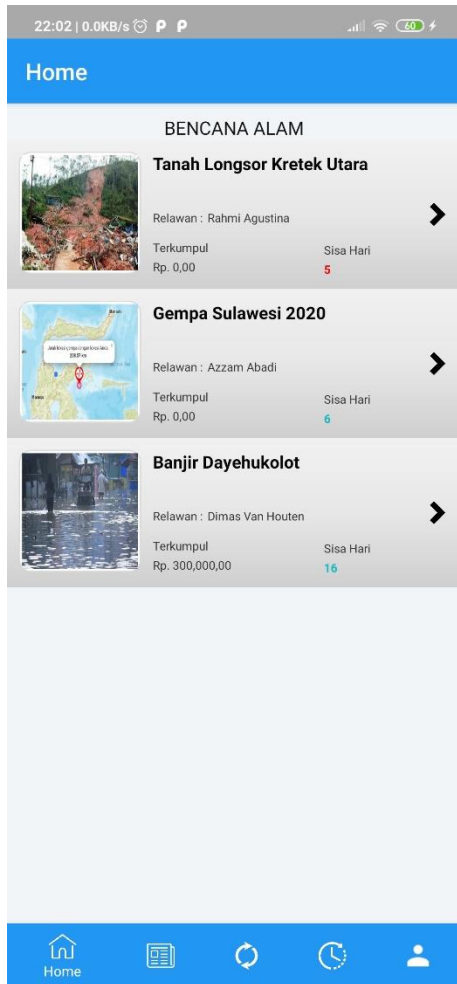 22:02 | 0.0KB/s
60
Home
BENCANA ALAM
Tanah Longsor Kretek Utara
Relawan : Rahmi Agustina
Terkumpul
Sisa Hari
Rp. 0,00
5
Gempa Sulawesi 2020
Relawan : Azzam Abadi
Terkumpul
Sisa Hari
Rp. 0,00
6
Banjir Dayehukolot
Relawan : Dimas Van Houten
Terkumpul
Sisa Hari
Rp. 300,000,00
16
Home